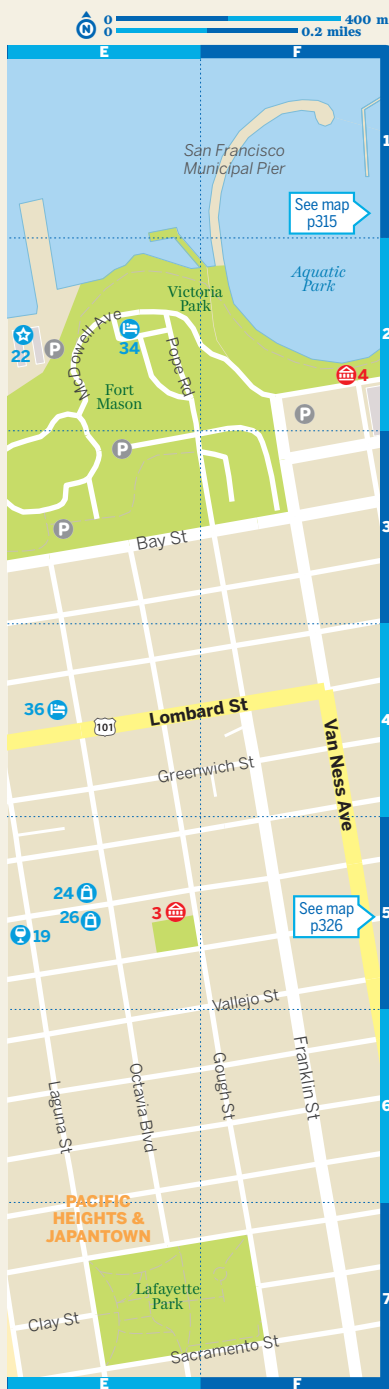 N
0 400 m
0 0.2 miles
E F
1
San Francisco
Municipal Pier
See map
p315
Aquatic
Park
Victoria
Park
2
22
P
McDowell Ave
34
Pope Rd
Fort
Mason
4
P
P
3
P
Bay St
36
101
Lombard St
4
Van Ness Ave
Greenwich St
24
26
3
19
See map
p326
5
Vallejo St
Laguna St
Octavia Blvd
Gough St
Franklin St
6
PACIFIC
HEIGHTS &
JAPANTOWN
Lafayette
Park
7
Clay St
Sacramento St
E F